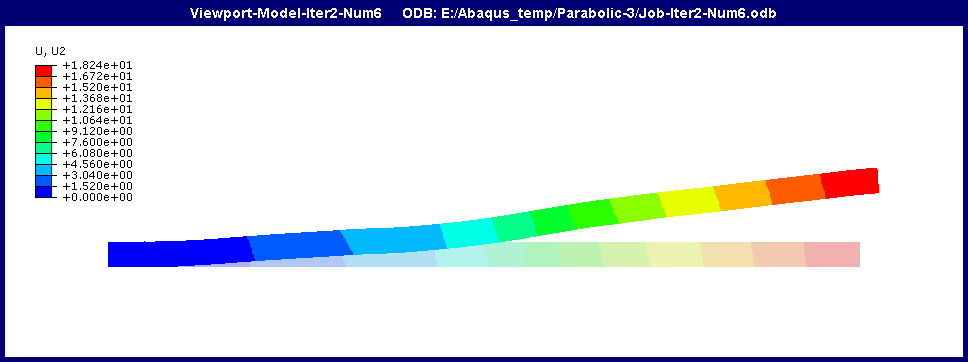 Viewport-Model-Iter2-Num6 ODB: E:/Abaqus_temp/Parabolic-3/Job-Iter2-Num6.odb
U, U2
+1.824e+01
+1.672e+01
+1.520e+01
+1.368e+01
+1.216e+01
+1.064e+01
+9.120e+00
+7.600e+00
+6.080e+00
+4.560e+00
+3.040e+00
+1.520e+00
+0.000e+00